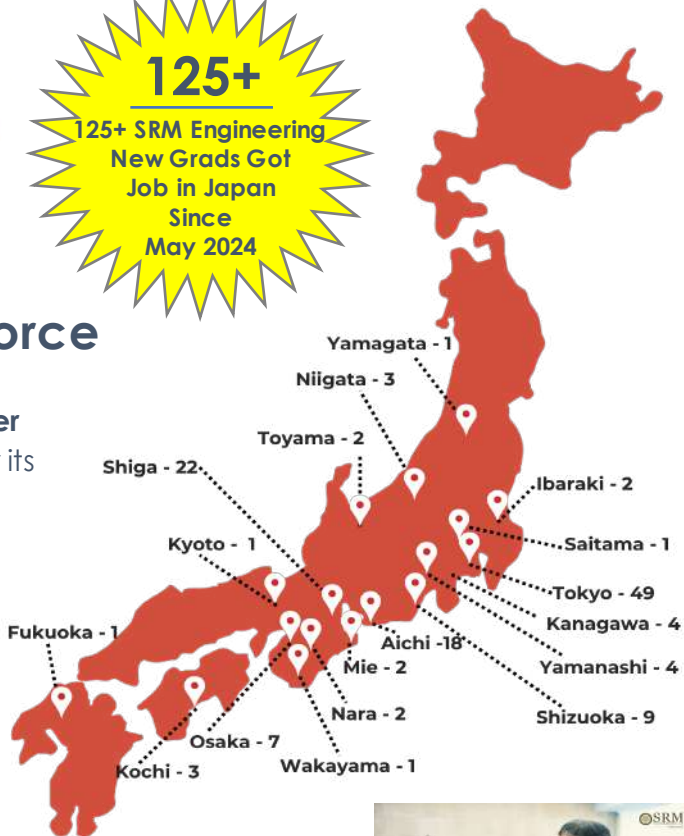 125+
125+ SRM Engineering
New Grads Got
Job in Japan
Since
May 2024
orce
er
its
Yamagata - 1
Niigata - 3
Toyama - 2
Shiga - 22
Ibaraki - 2
Kyoto - 1
Saitama - 1
Tokyo - 49
Kanagawa - 4
Fukuoka - 1
Aichi -18
Mie - 2
Yamanashi - 4
Nara - 2
Shizuoka - 9
Osaka - 7
Wakayama - 1
Kochi - 3
SRM